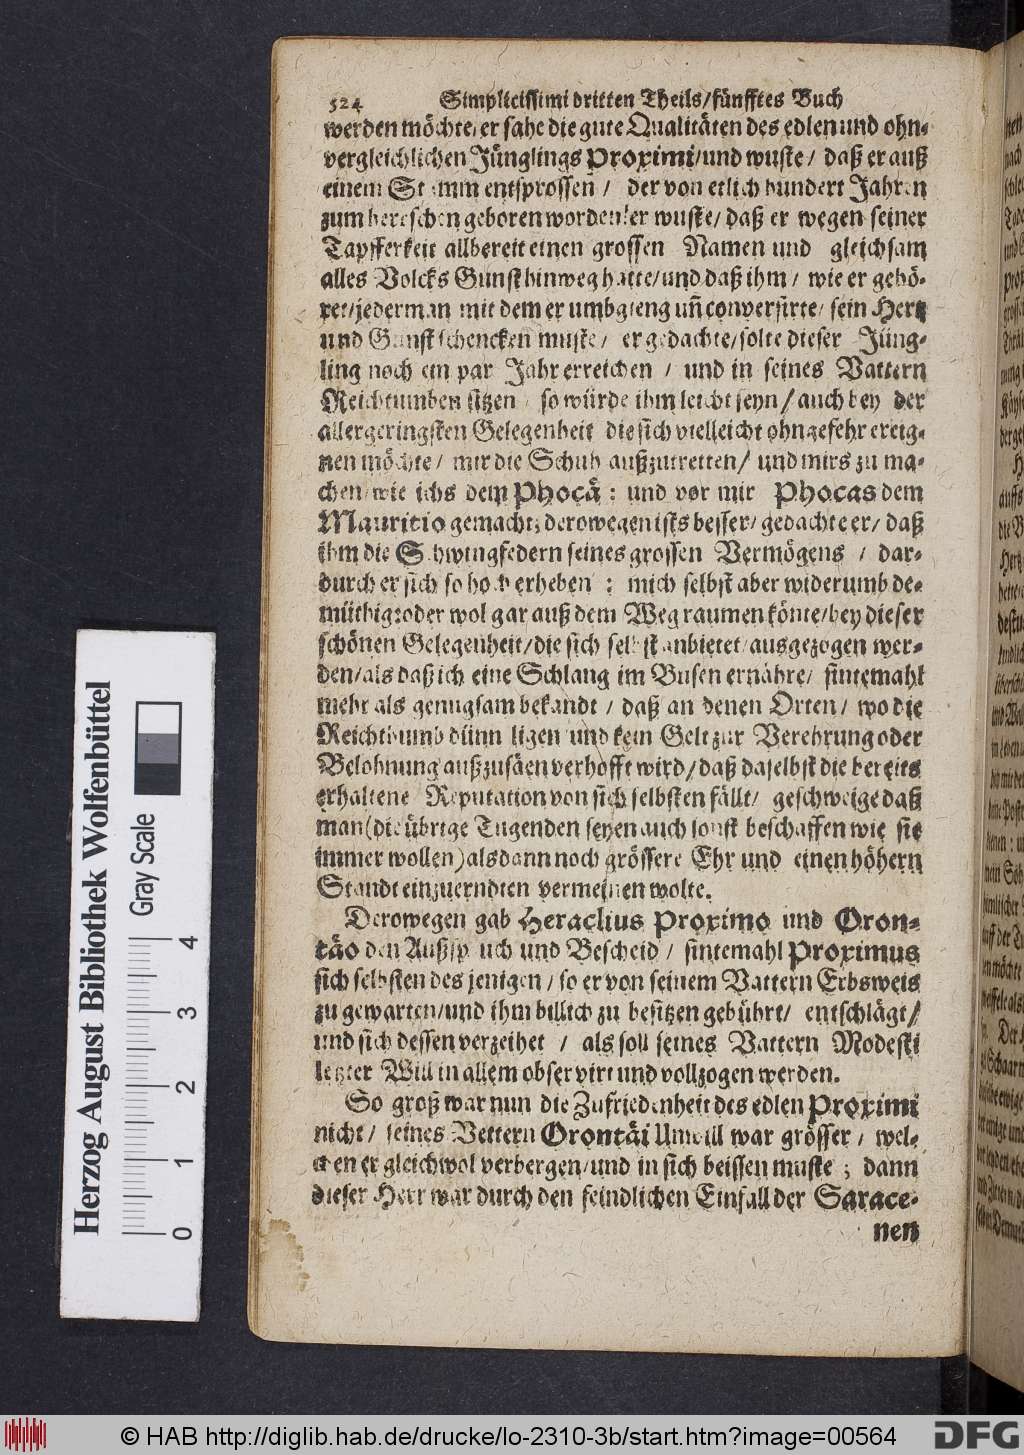 524 Simplicissimi dritten Theils/fünfftes Buch
werden möchte/er sahe die gute Qualitäten des edlen und ohn-
vergleichlichen Jünglings Proximi/und wuste/ daß er auß
einem Stamm entsprossen/ der von etlich hundert Jahren
zum herrschen geboren worden/er wuste/daß er wegen seiner
Tapfferkeit allbereit einen grossen Namen und gleichsam
alles Volcks Gunst hinweg hatte/und daß ihm/ wie er gehö-
ret/jederman mit dem er umbgieng uñ conversirte/ sein Hertz
und Gunst schencken muste/ er gedachte/solte dieser Jüng-
ling noch ein par Jahr erreichen/ und in seines Vattern
Reichtumben sitzen/ so würde ihm leicht seyn/auch bey der
allergeringsten Gelegenheit die sich vielleicht ohngefehr ereig-
nen möchte/ mir die Schuh außzutretten/ und mirs zu ma-
chen/wie ichs dem Phocä: und vor mir Phocas dem
Mauritio gemacht; derowegen ists besser/gedachte er/ daß
ihm die Schwingfedern seines grossen Vermögens / dar-
durch er sich so hoch erheben: mich selbst aber widerumb de-
müthig: oder wol gar auß dem Weg raumen könte/bey dieser
schönen Gelegenheit/die sich selbst anbietet/ausgezogen wer-
den/als daß ich eine Schlang im Busen ernähre/ sintemahl
mehr als genugsam bekandt/ daß an denen Orten/ wo die
Reichthumb dünn ligen/und kein Gelt zur Verehrung oder
Belohnung außzusäen verhofft wird/daß daselbst die bereits
erhaltene Reputation von sich selbsten fällt/ geschweige daß
man(die übrige Tugenden seyen auch sonst beschaffen wie sie
immer wollen)alsdann noch grössere Ehr und einen höhern
Standt einzuerndten vermeinen wolte.
Derowegen gab Heraclius Proximo und Oron-
täo den Außspruch und Bescheid/ sintemahl Proximus
sich selbsten des jenigen/so er von seinem Vattern Erbsweis
zu gewarten/und ihm billich zu besitzen gebührt/ entschlägt/
und sich dessen verzeihet / als soll seines Vattern Modesti
letzter Will in allem observirt und vollzogen werden.
So groß war nun die Zufriedenheit des edlen Proximi
nicht/ seines Vettern Orontäi Unwill war grösser/ wel-
chen er gleichwol verbergen/und in sich beissen muste; dann
dieser Herr war durch den feindlichen Einfall der Sarace-
nen
Herzog August Bibliothek Wolfenbüttel
Gray Scale
0 1 2 3 4
© HAB http://diglib.hab.de/drucke/lo-2310-3b/start.htm?image=00564
DFG